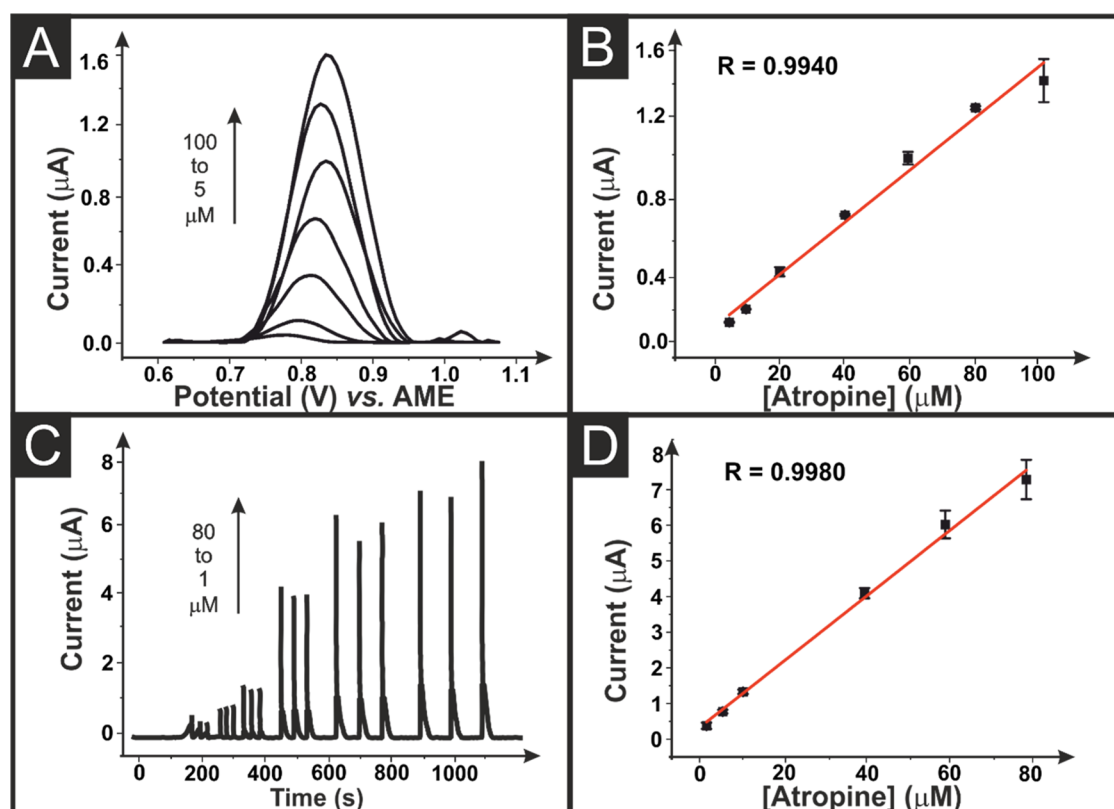 A
1.6
1.2
0.8
0.4
0.0
Current (μA)
100
to
5
μM
0.6 0.7 0.8 0.9 1.0 1.1
Potential (V) vs. AME
B
R = 0.9940
1.6
1.2
0.8
0.4
0.0
Current (μA)
0 20 40 60 80 100
[Atropine] (μM)
C
8
6
4
2
0
Current (μA)
80
to
1
μM
0 200 400 600 800 1000
Time (s)
D
R = 0.9980
8
7
6
5
4
3
2
1
0
Current (μA)
0 20 40 60 80
[Atropine] (μM)